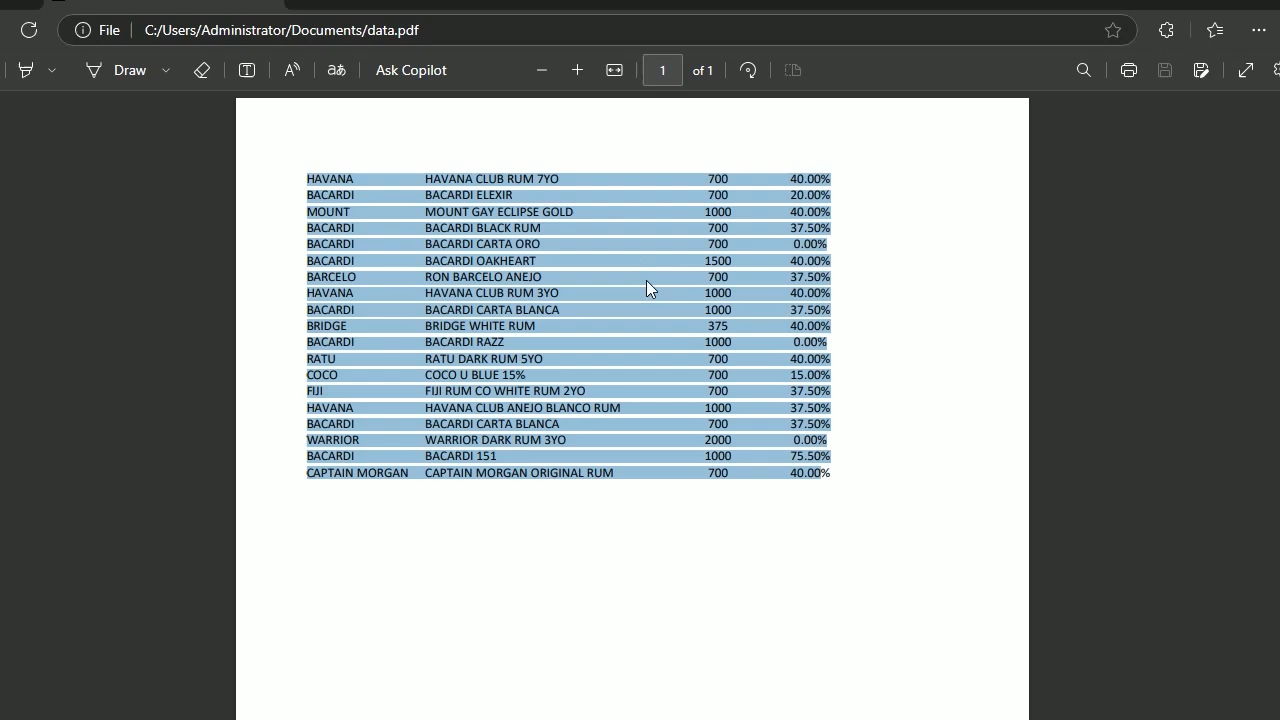 File C:/Users/Administrator/Documents/data.pdf
Draw aあ Ask Copilot 1 of 1
HAVANA HAVANA CLUB RUM 7YO 700 40.00%
BACARDI BACARDI ELEXIR 700 20.00%
MOUNT MOUNT GAY ECLIPSE GOLD 1000 40.00%
BACARDI BACARDI BLACK RUM 700 37.50%
BACARDI BACARDI CARTA ORO 700 0.00%
BACARDI BACARDI OAKHEART 1500 40.00%
BARCELO RON BARCELO ANEJO 700 37.50%
HAVANA HAVANA CLUB RUM 3YO 1000 40.00%
BACARDI BACARDI CARTA BLANCA 1000 37.50%
BRIDGE BRIDGE WHITE RUM 375 40.00%
BACARDI BACARDI RAZZ 1000 0.00%
RATU RATU DARK RUM 5YO 700 40.00%
COCO COCO U BLUE 15% 700 15.00%
FIJI FIJI RUM CO WHITE RUM 2YO 700 37.50%
HAVANA HAVANA CLUB ANEJO BLANCO RUM 1000 37.50%
BACARDI BACARDI CARTA BLANCA 700 37.50%
WARRIOR WARRIOR DARK RUM 3YO 2000 0.00%
BACARDI BACARDI 151 1000 75.50%
CAPTAIN MORGAN CAPTAIN MORGAN ORIGINAL RUM 700 40.00%